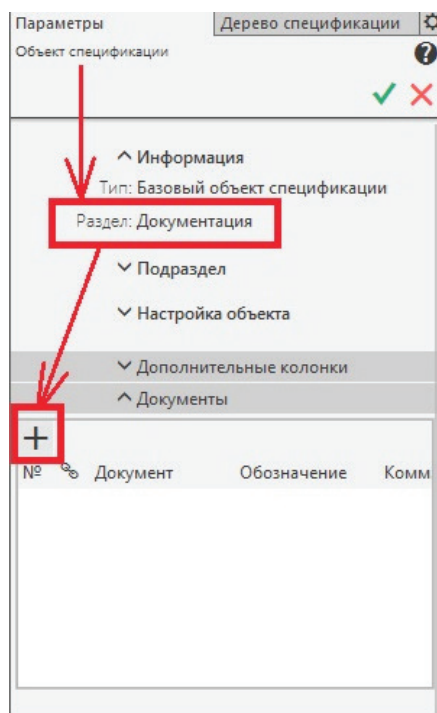 Параметры Дерево спецификации
Объект спецификации
Информация
Тип: Базовый объект спецификации
Раздел: Документация
Подраздел
Настройка объекта
Дополнительные колонки
Документы
№ Документ Обозначение Комм